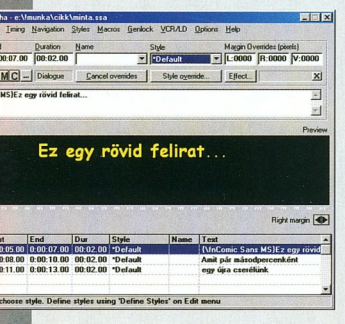 ha - e:\!munka\cikk\minta.ssa
Timing Navigation Styles Macros Genlock VCR/LD Options Help
Duration Name Style Margin Overrides (pixels)
00:07.00 00:02.00 *Default L:0000 R:0000 V:0000
M C – Dialogue Cancel overrides Style override... Effect... X
MS}Ez egy rövid felirat...
Preview
Ez egy rövid felirat...
Right margin
End Dur Style Name Text
0:05.00 0:00:07.00 00:02.00 *Default {\fnComic Sans MS}Ez egy rövid
0:08.00 0:00:10.00 00:02.00 *Default Amit pár másodpercenként
0:11.00 0:00:13.00 00:02.00 *Default egy újra cserélünk
choose style. Define styles using 'Define Styles' on Edit menu